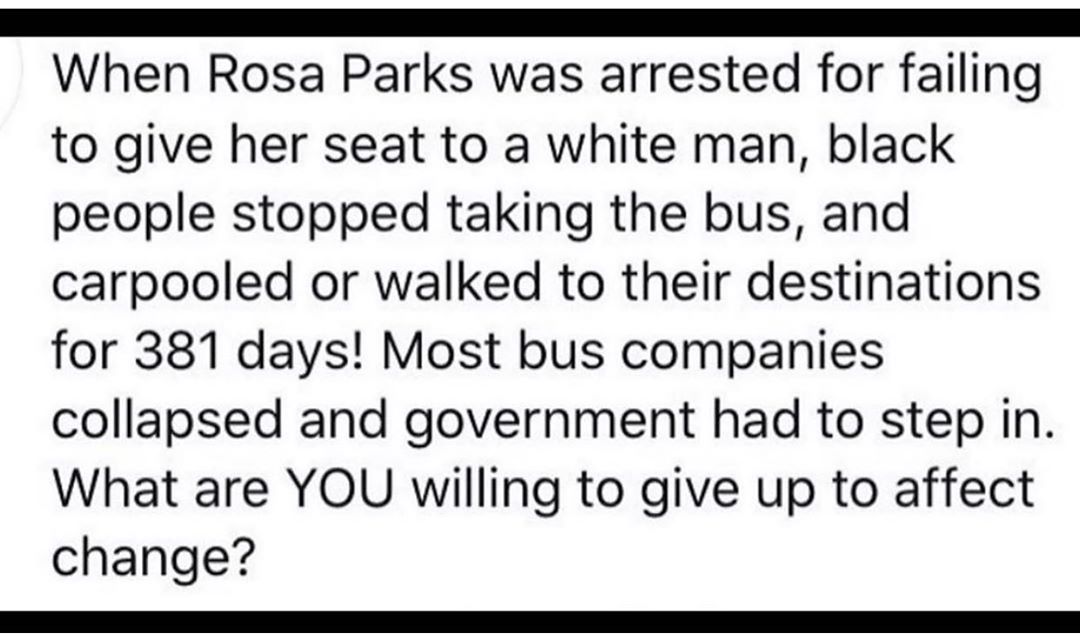 When Rosa Parks was arrested for failing
to give her seat to a white man, black
people stopped taking the bus, and
carpooled or walked to their destinations
for 381 days! Most bus companies
collapsed and government had to step in.
What are YOU willing to give up to affect
change?